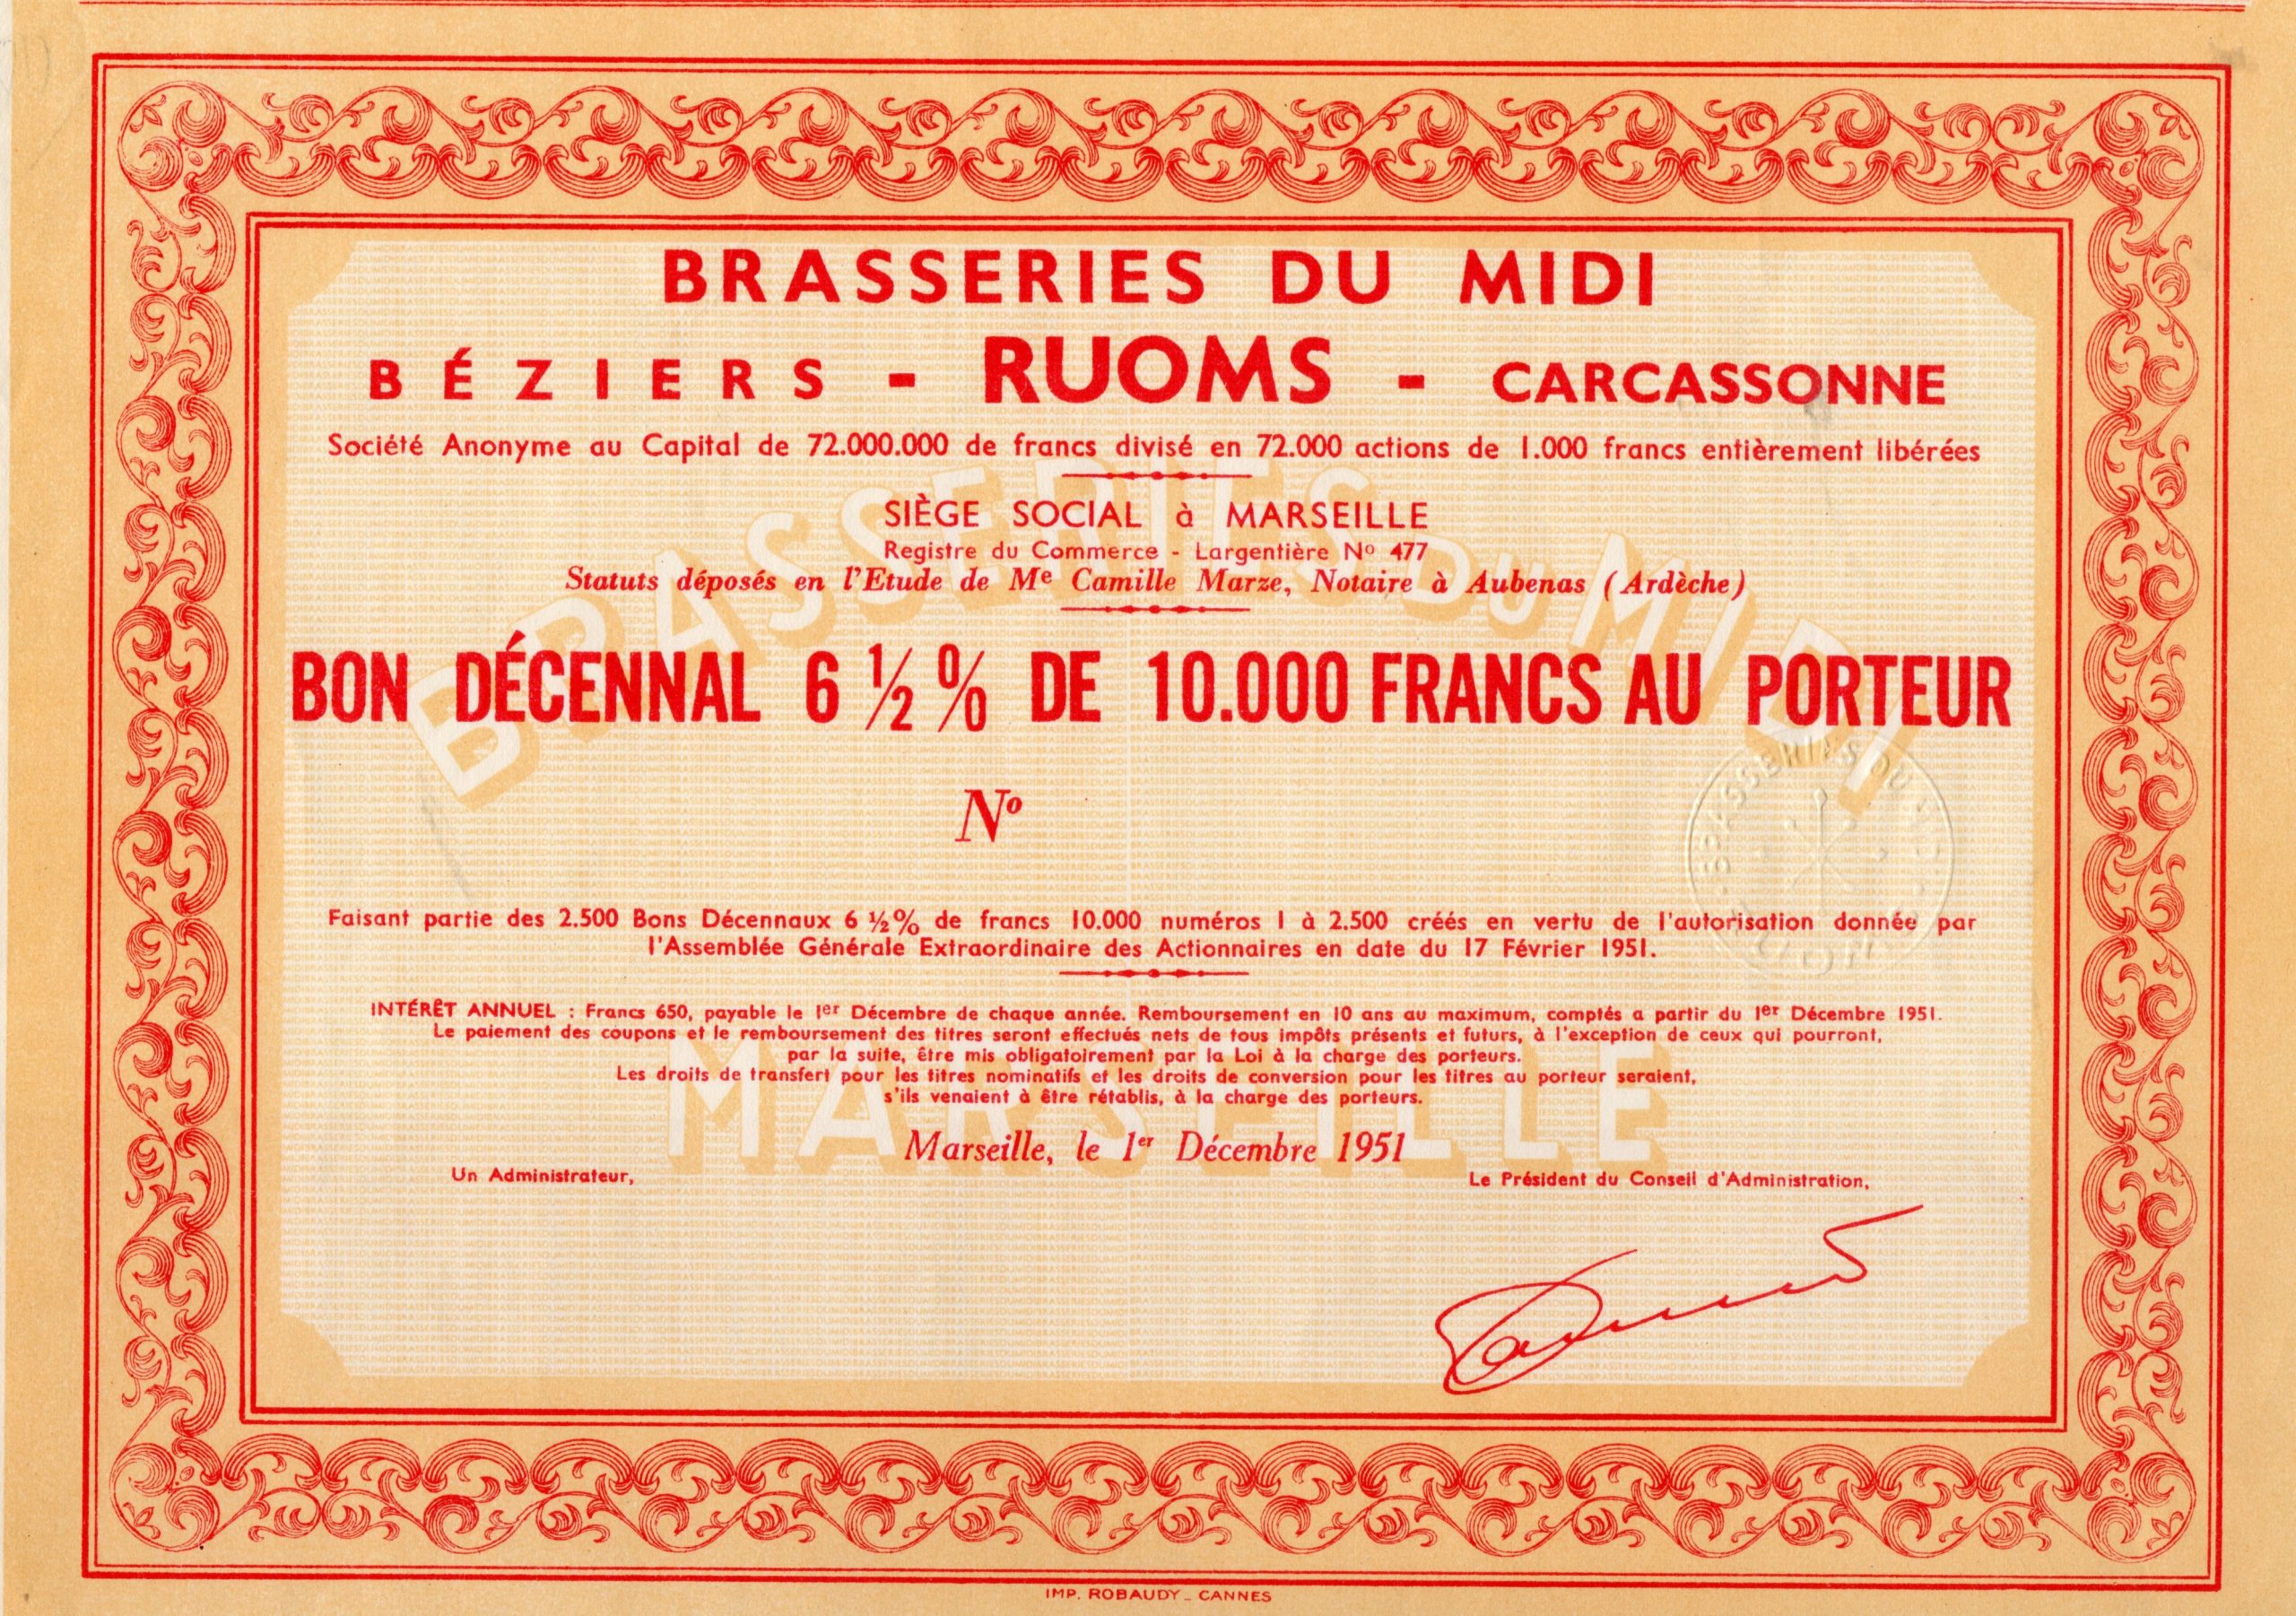 BRASSERIES DU MIDI
BÉZIERS - RUOMS - CARCASSONNE
Société Anonyme au Capital de 72.000.000 de francs divisé en 72.000 actions de 1.000 francs entièrement libérées
SIÈGE SOCIAL à MARSEILLE
Registre du Commerce - Largentière Nº 477
Statuts déposés en l'Etude de Me Camille Marze, Notaire à Aubenas (Ardèche)
BRASSERIES DU MIDI
BON DÉCENNAL 6 ½ % DE 10.000 FRANCS AU PORTEUR
BRASSERIES DU
Nº
Faisant partie des 2.500 Bons Décennaux 6 ½% de francs 10.000 numéros 1 à 2.500 créés en vertu de l'autorisation donnée par
l'Assemblée Générale Extraordinaire des Actionnaires en date du 17 Février 1951.
INTÉRÊT ANNUEL : Francs 650, payable le 1er Décembre de chaque année. Remboursement en 10 ans au maximum, comptés a partir du 1er Décembre 1951.
Le paiement des coupons et le remboursement des titres seront effectués nets de tous impôts présents et futurs, à l'exception de ceux qui pourront,
par la suite, être mis obligatoirement par la Loi à la charge des porteurs.
Les droits de transfert pour les titres nominatifs et les droits de conversion pour les titres au porteur seraient,
s'ils venaient à être rétablis, à la charge des porteurs.
MARSEILLE
Marseille, le 1er Décembre 1951
Un Administrateur,
Le Président du Conseil d'Administration,
IMP. ROBAUDY - CANNES